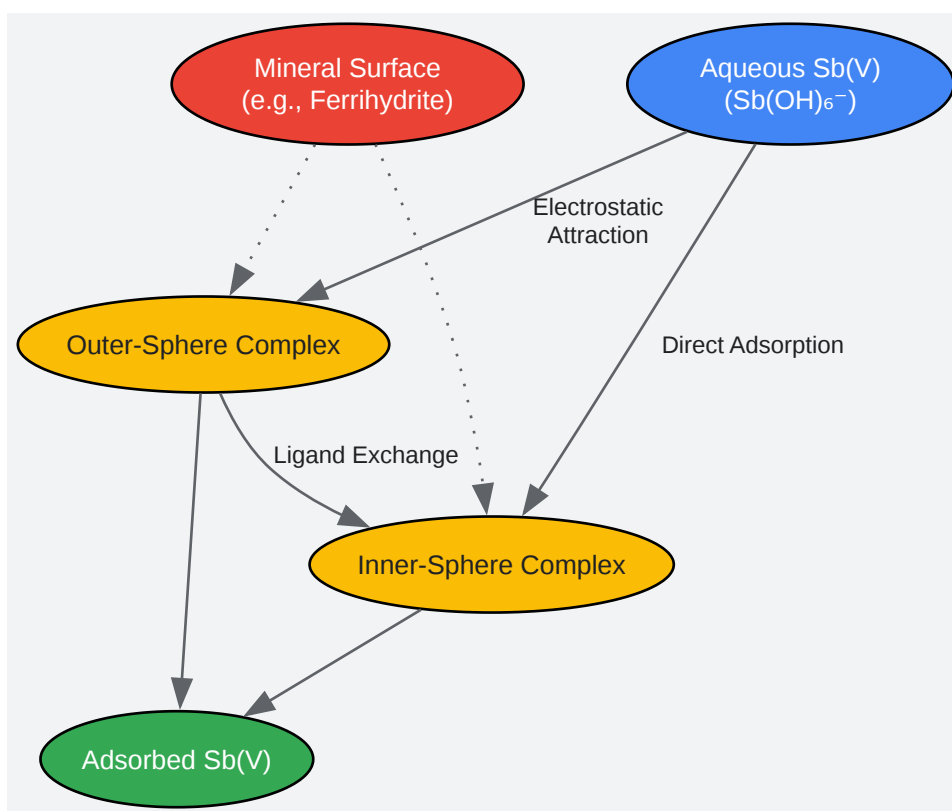 Mineral Surface
(e.g., Ferrihydrite)
Aqueous Sb(V)
(Sb(OH)₆⁻)
Electrostatic
Attraction
Outer-Sphere Complex
Direct Adsorption
Ligand Exchange
Inner-Sphere Complex
Adsorbed Sb(V)